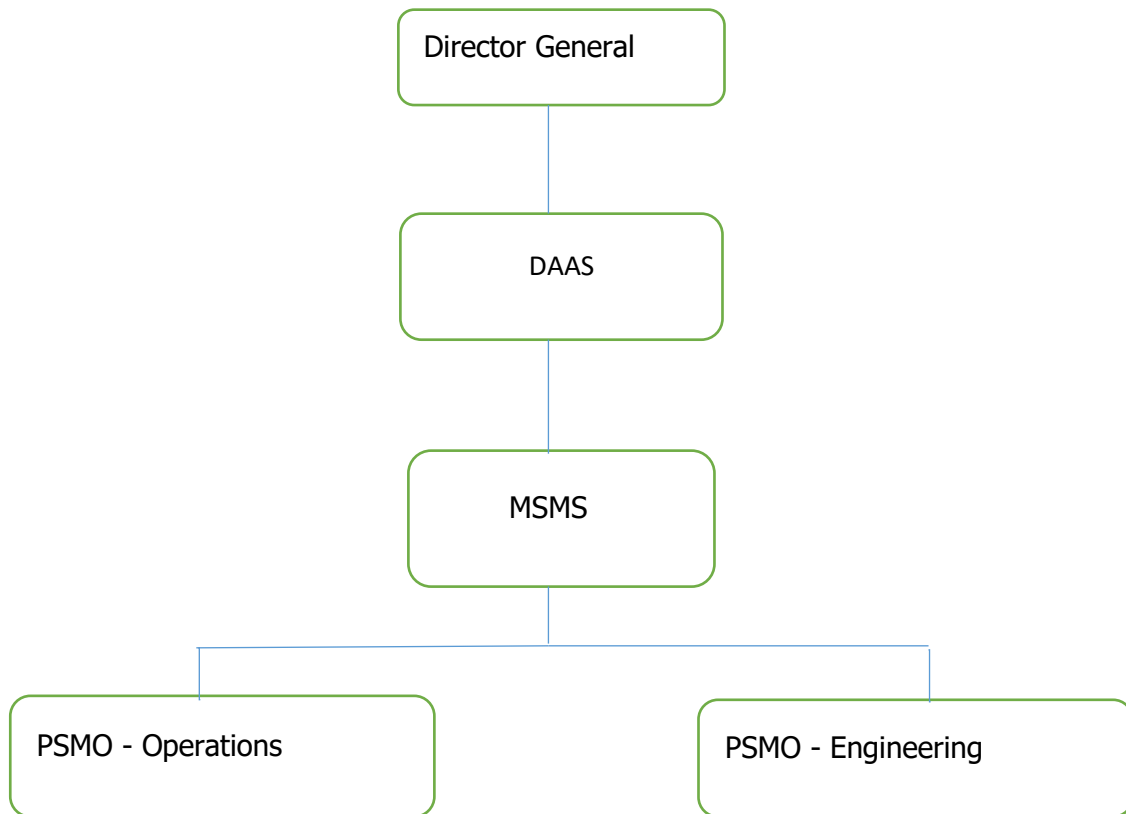 Director General
DAAS
MSMS
PSMO - Operations
PSMO - Engineering